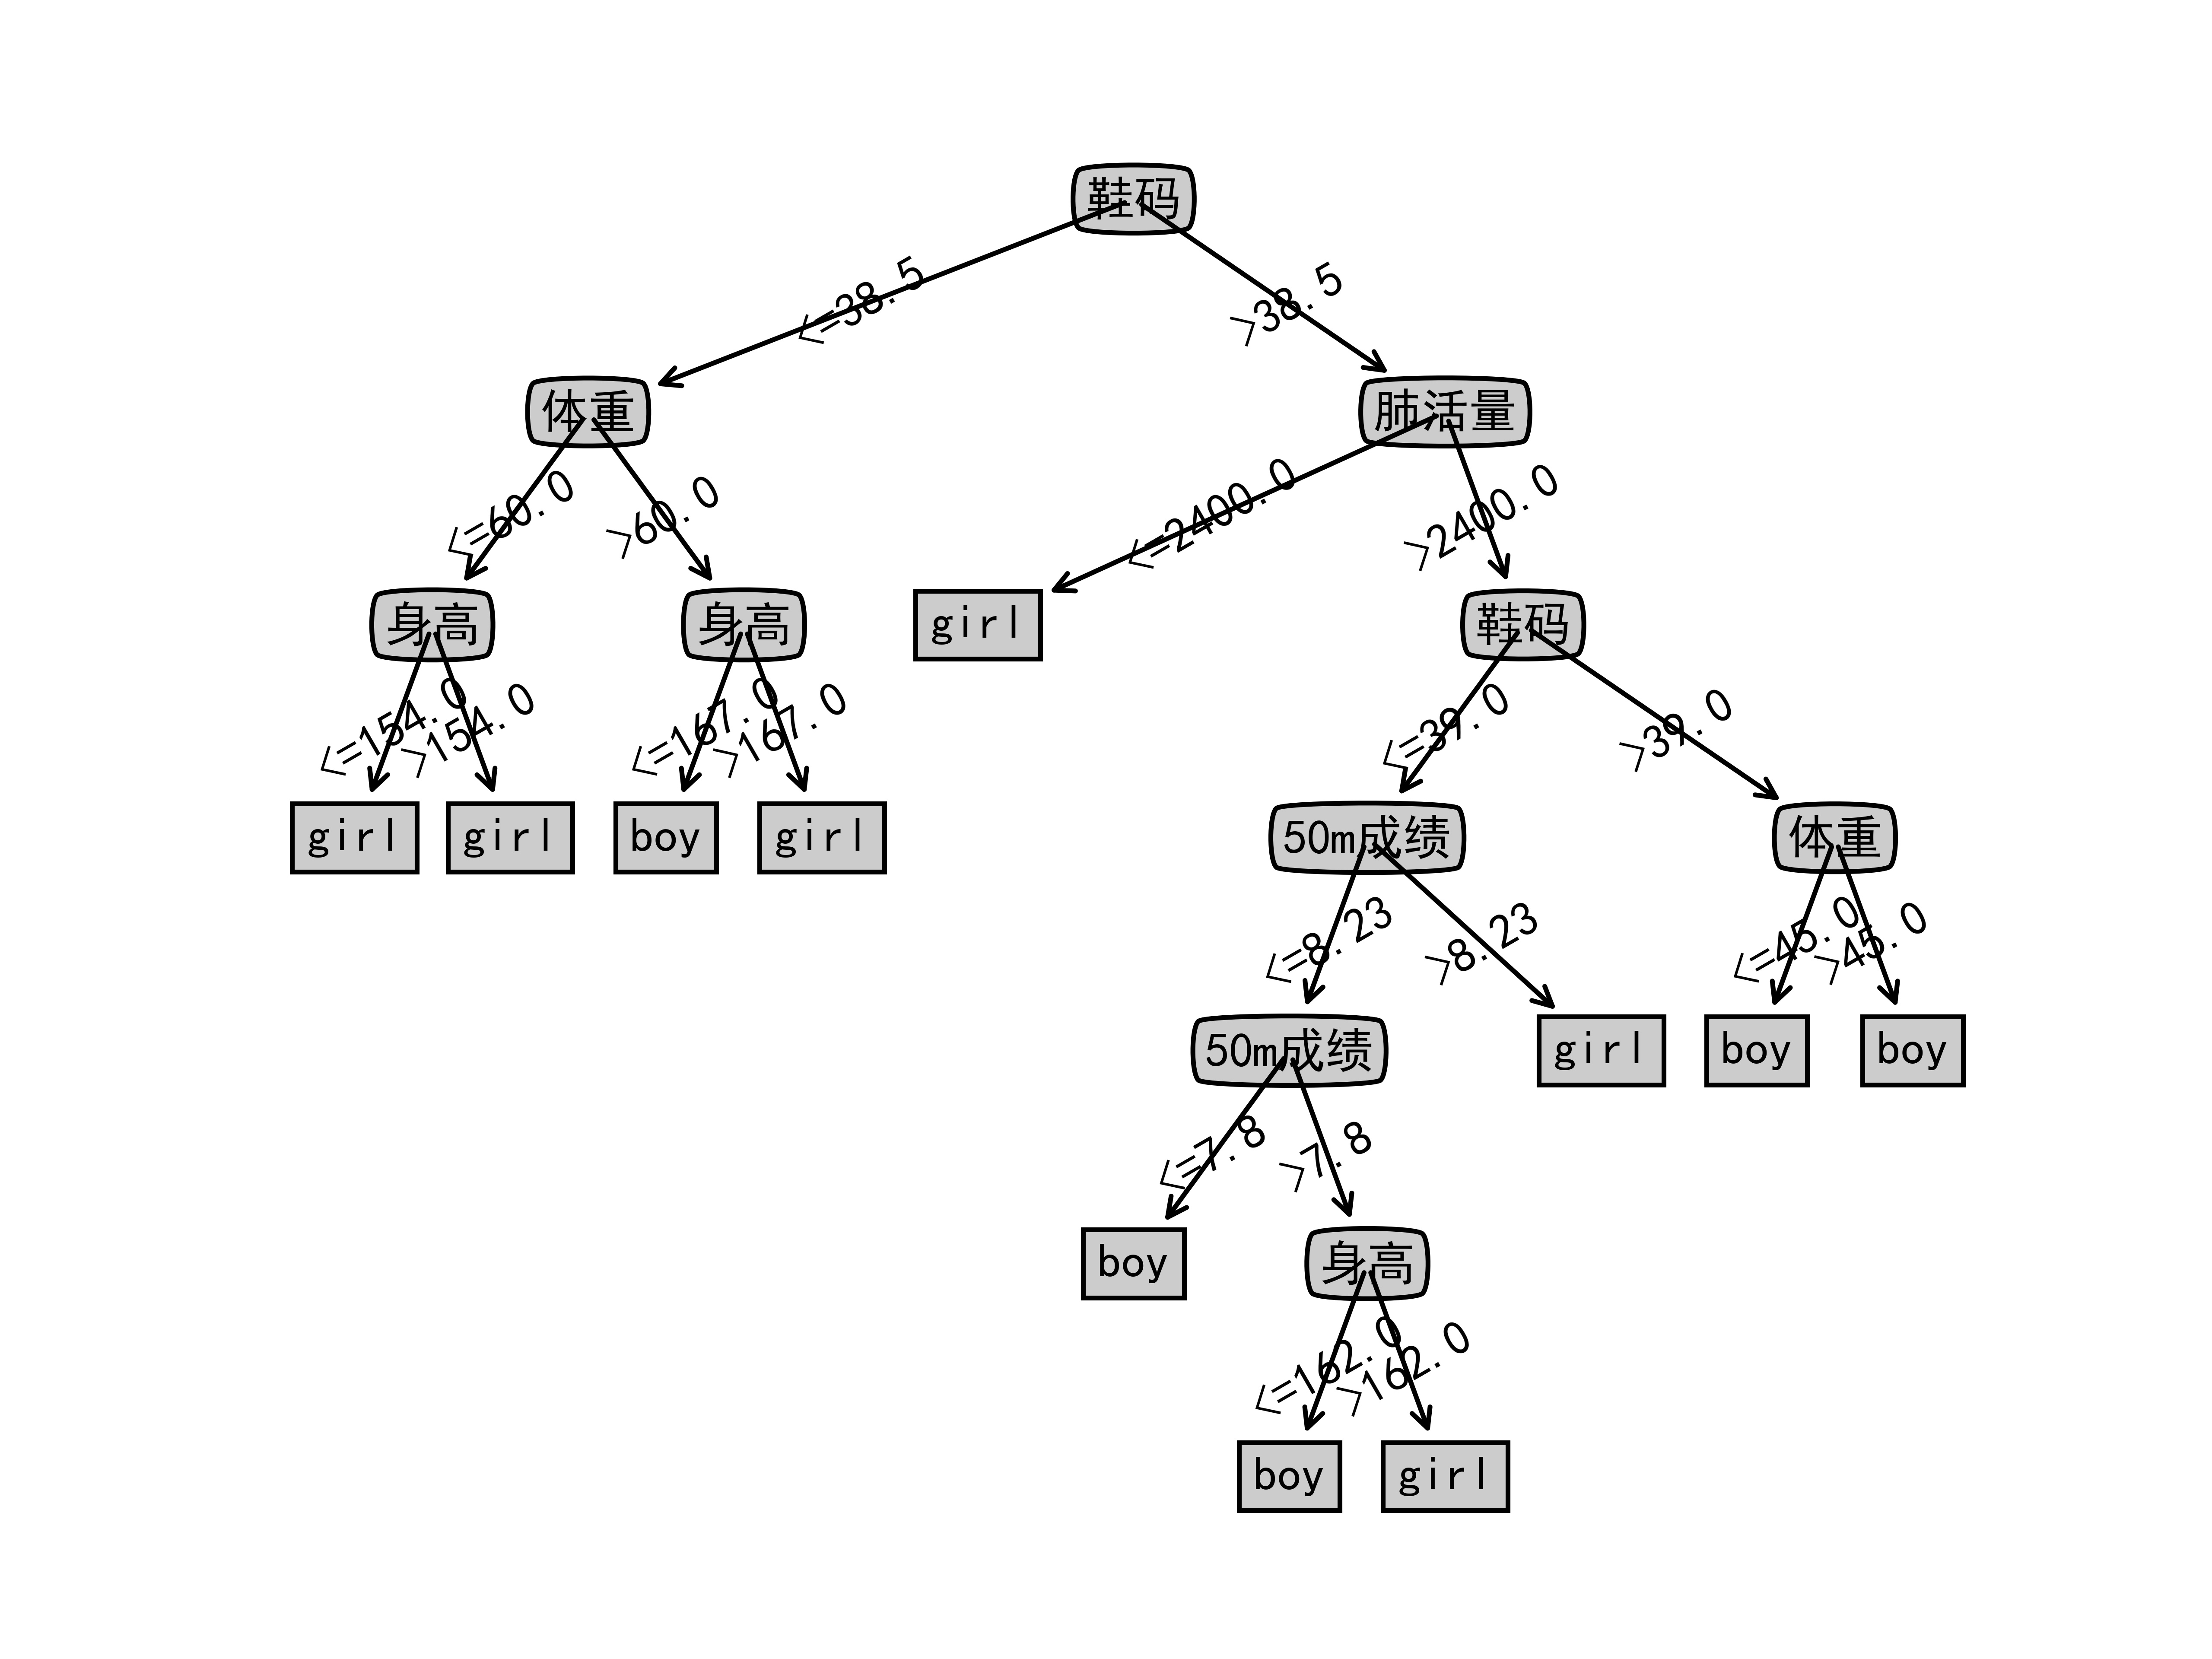 鞋码
<=38.5
>38.5
体重
肺活量
<=60.0
>60.0
<=2400.0
>2400.0
身高
身高
girl
鞋码
<=154.0
>154.0
<=167.0
>167.0
<=39.0
>39.0
girl
girl
boy
girl
50m成绩
体重
<=8.23
>8.23
<=45.0
>45.0
50m成绩
girl
boy
boy
<=7.8
>7.8
boy
身高
<=162.0
>162.0
boy
girl